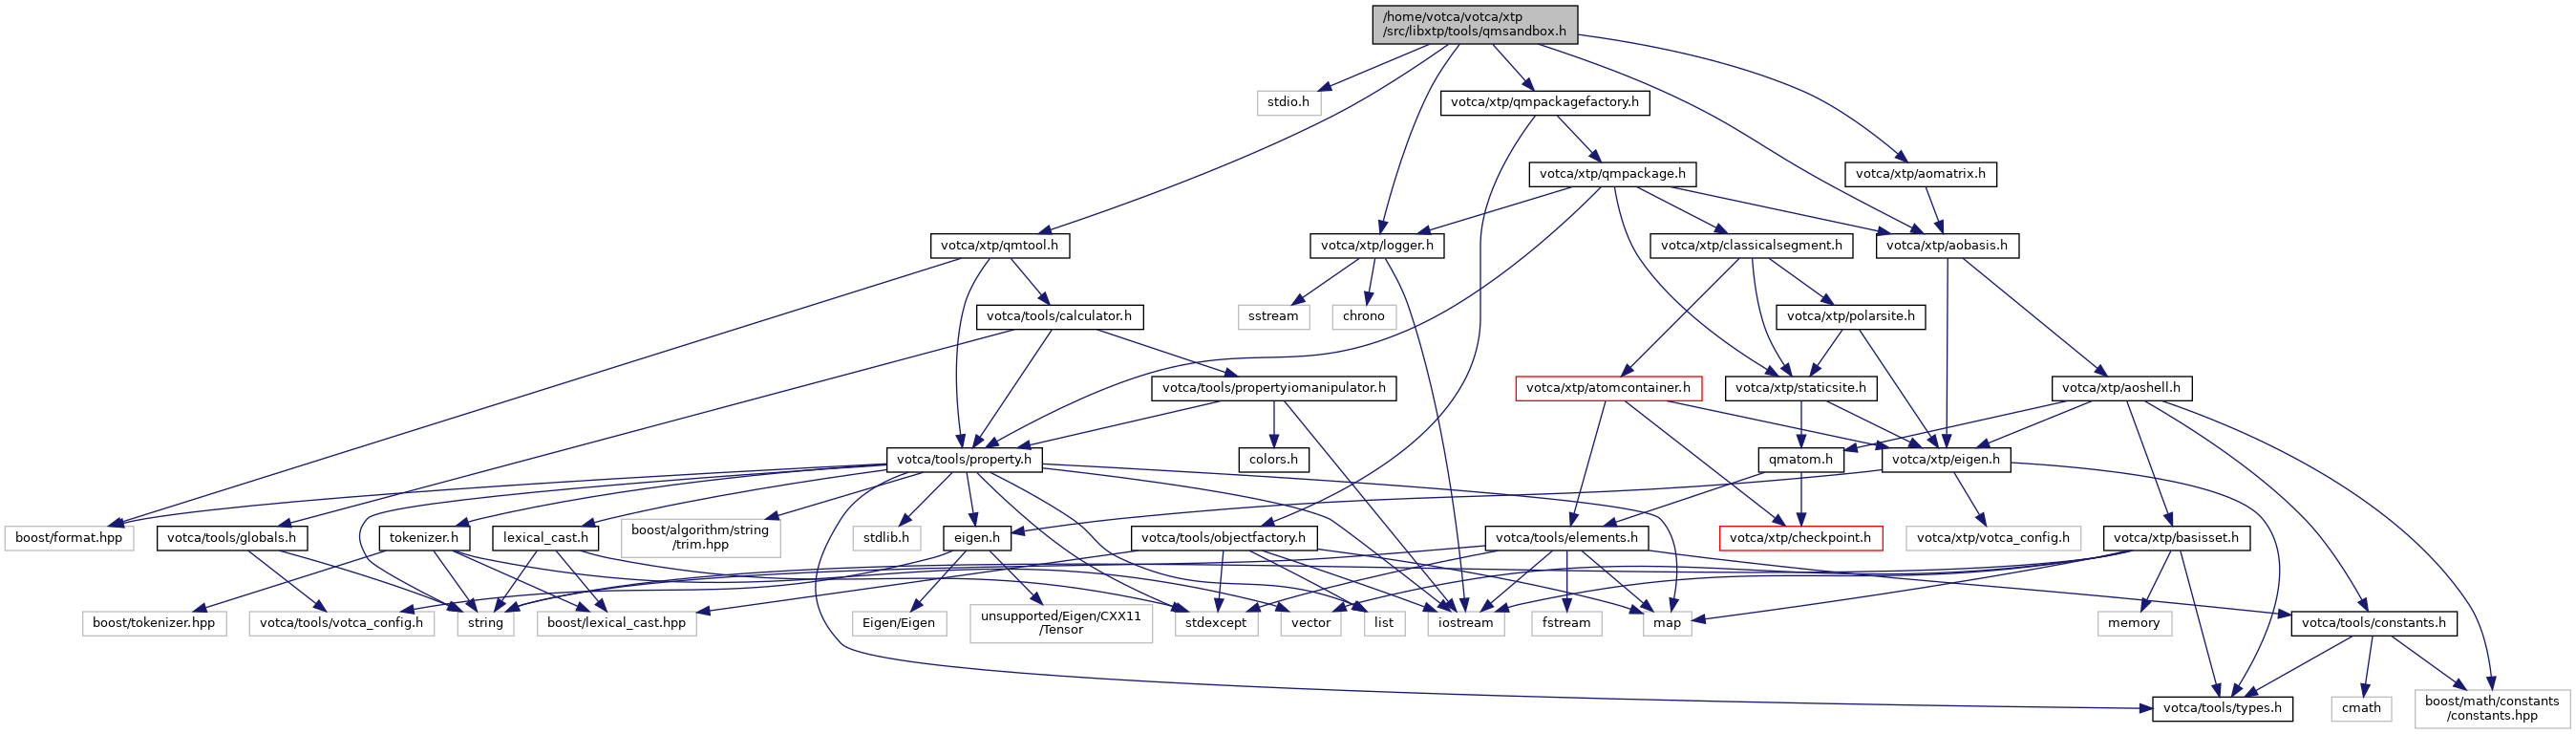 /home/votca/votca/xtp
/src/libxtp/tools/qmsandbox.h
stdio.h
votca/xtp/qmpackagefactory.h
votca/xtp/qmpackage.h
votca/xtp/aomatrix.h
votca/xtp/qmtool.h
votca/xtp/logger.h
votca/xtp/classicalsegment.h
votca/xtp/aobasis.h
votca/tools/calculator.h
sstream
chrono
votca/xtp/polarsite.h
votca/tools/propertyiomanipulator.h
votca/xtp/atomcontainer.h
votca/xtp/staticsite.h
votca/xtp/aoshell.h
votca/tools/property.h
colors.h
qmatom.h
votca/xtp/eigen.h
boost/format.hpp
votca/tools/globals.h
tokenizer.h
lexical_cast.h
boost/algorithm/string
/trim.hpp
stdlib.h
eigen.h
votca/tools/objectfactory.h
votca/tools/elements.h
votca/xtp/checkpoint.h
votca/xtp/votca_config.h
votca/xtp/basisset.h
boost/tokenizer.hpp
votca/tools/votca_config.h
string
boost/lexical_cast.hpp
Eigen/Eigen
unsupported/Eigen/CXX11
/Tensor
stdexcept
vector
list
iostream
fstream
map
memory
votca/tools/constants.h
votca/tools/types.h
cmath
boost/math/constants
/constants.hpp